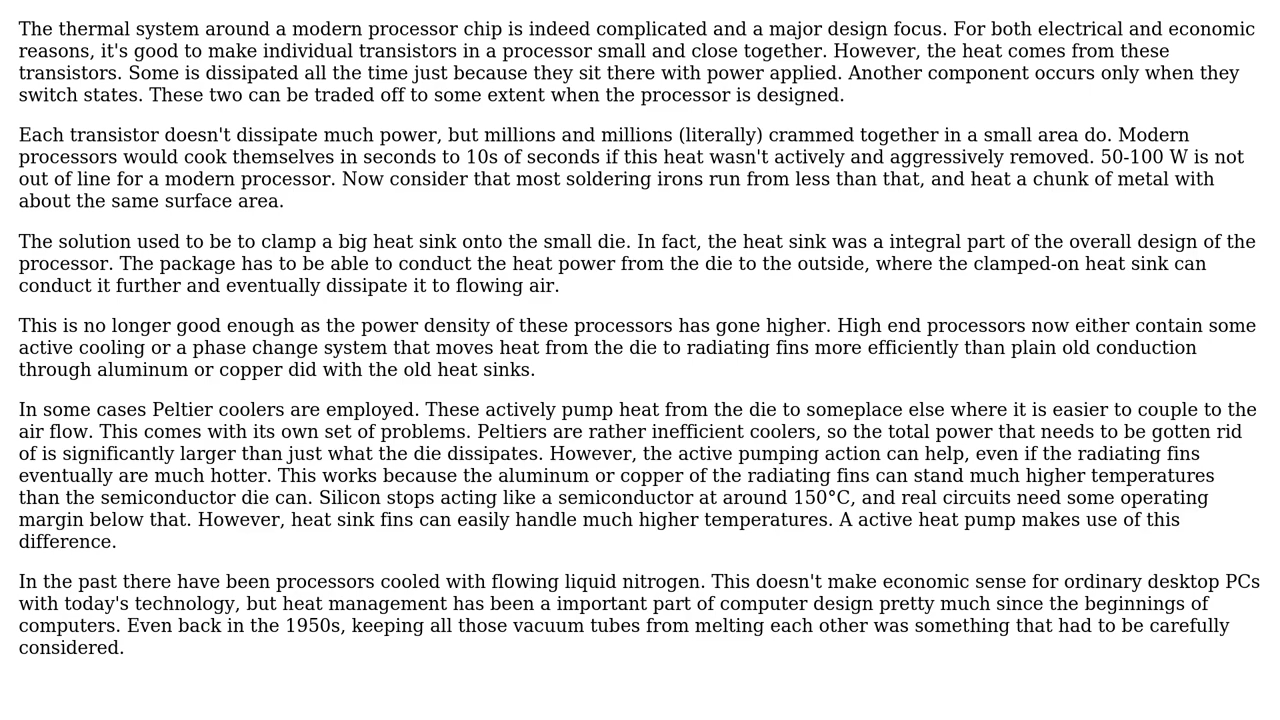 The thermal system around a modern processor chip is indeed complicated and a major design focus. For both electrical and economic
reasons, it's good to make individual transistors in a processor small and close together. However, the heat comes from these
transistors. Some is dissipated all the time just because they sit there with power applied. Another component occurs only when they
switch states. These two can be traded off to some extent when the processor is designed.
Each transistor doesn't dissipate much power, but millions and millions (literally) crammed together in a small area do. Modern
processors would cook themselves in seconds to 10s of seconds if this heat wasn't actively and aggressively removed. 50-100 W is not
out of line for a modern processor. Now consider that most soldering irons run from less than that, and heat a chunk of metal with
about the same surface area.
The solution used to be to clamp a big heat sink onto the small die. In fact, the heat sink was a integral part of the overall design of the
processor. The package has to be able to conduct the heat power from the die to the outside, where the clamped-on heat sink can
conduct it further and eventually dissipate it to flowing air.
This is no longer good enough as the power density of these processors has gone higher. High end processors now either contain some
active cooling or a phase change system that moves heat from the die to radiating fins more efficiently than plain old conduction
through aluminum or copper did with the old heat sinks.
In some cases Peltier coolers are employed. These actively pump heat from the die to someplace else where it is easier to couple to the
air flow. This comes with its own set of problems. Peltiers are rather inefficient coolers, so the total power that needs to be gotten rid
of is significantly larger than just what the die dissipates. However, the active pumping action can help, even if the radiating fins
eventually are much hotter. This works because the aluminum or copper of the radiating fins can stand much higher temperatures
than the semiconductor die can. Silicon stops acting like a semiconductor at around 150°C, and real circuits need some operating
margin below that. However, heat sink fins can easily handle much higher temperatures. A active heat pump makes use of this
difference.
In the past there have been processors cooled with flowing liquid nitrogen. This doesn't make economic sense for ordinary desktop PCs
with today's technology, but heat management has been a important part of computer design pretty much since the beginnings of
computers. Even back in the 1950s, keeping all those vacuum tubes from melting each other was something that had to be carefully
considered.